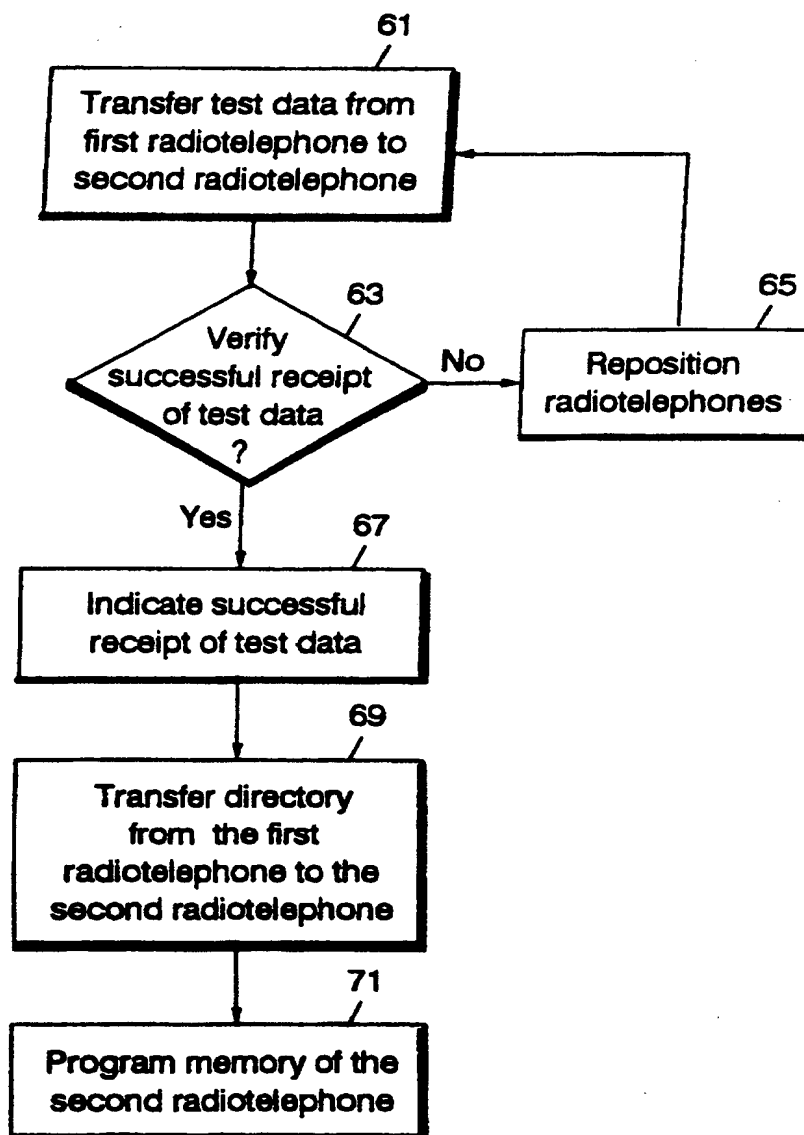 61
Transfer test data from
first radiotelephone to
second radiotelephone
63
Verify
successful receipt
of test data
?
No
65
Reposition
radiotelephones
Yes
67
Indicate successful
receipt of test data
69
Transfer directory
from the first
radiotelephone to the
second radiotelephone
71
Program memory of the
second radiotelephone